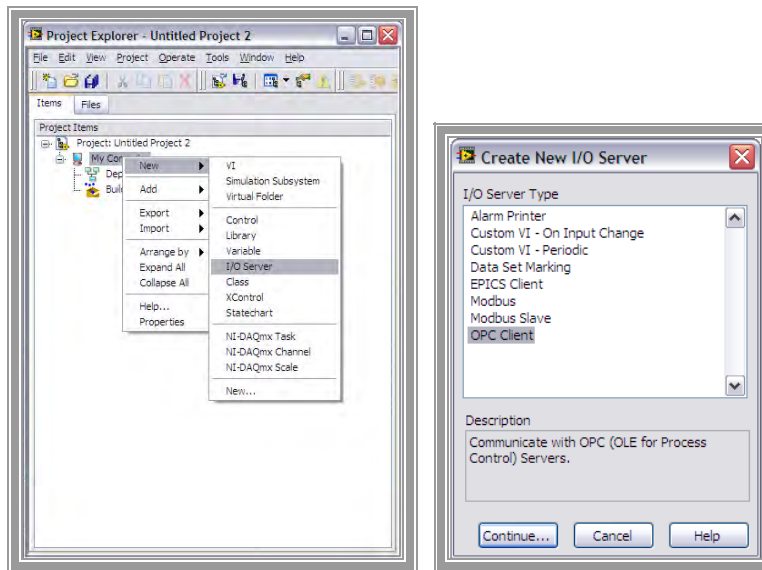 Project Explorer - Untitled Project 2
File Edit View Project Operate Tools Window Help
Items Files
Project Items
Project: Untitled Project 2
My Com
Dep
Buil
New
Add
Export
Import
Arrange by
Expand All
Collapse All
Help...
Properties
VI
Simulation Subsystem
Virtual Folder
Control
Library
Variable
I/O Server
Class
XControl
Statechart
NI-DAQmx Task
NI-DAQmx Channel
NI-DAQmx Scale
New...
Create New I/O Server
I/O Server Type
Alarm Printer
Custom VI - On Input Change
Custom VI - Periodic
Data Set Marking
EPICS Client
Modbus
Modbus Slave
OPC Client
Description
Communicate with OPC (OLE for Process
Control) Servers.
Continue... Cancel Help